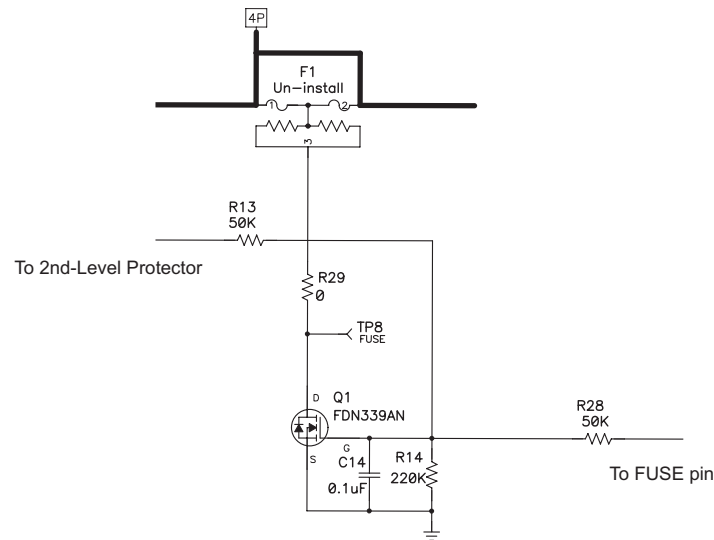 4P
F1
Un-install
1
2
3
R13
50K
To 2nd-Level Protector
R29
0
TP8
FUSE
D
Q1
FDN339AN
G
S
C14
0.1uF
R14
220K
R28
50K
To FUSE pin